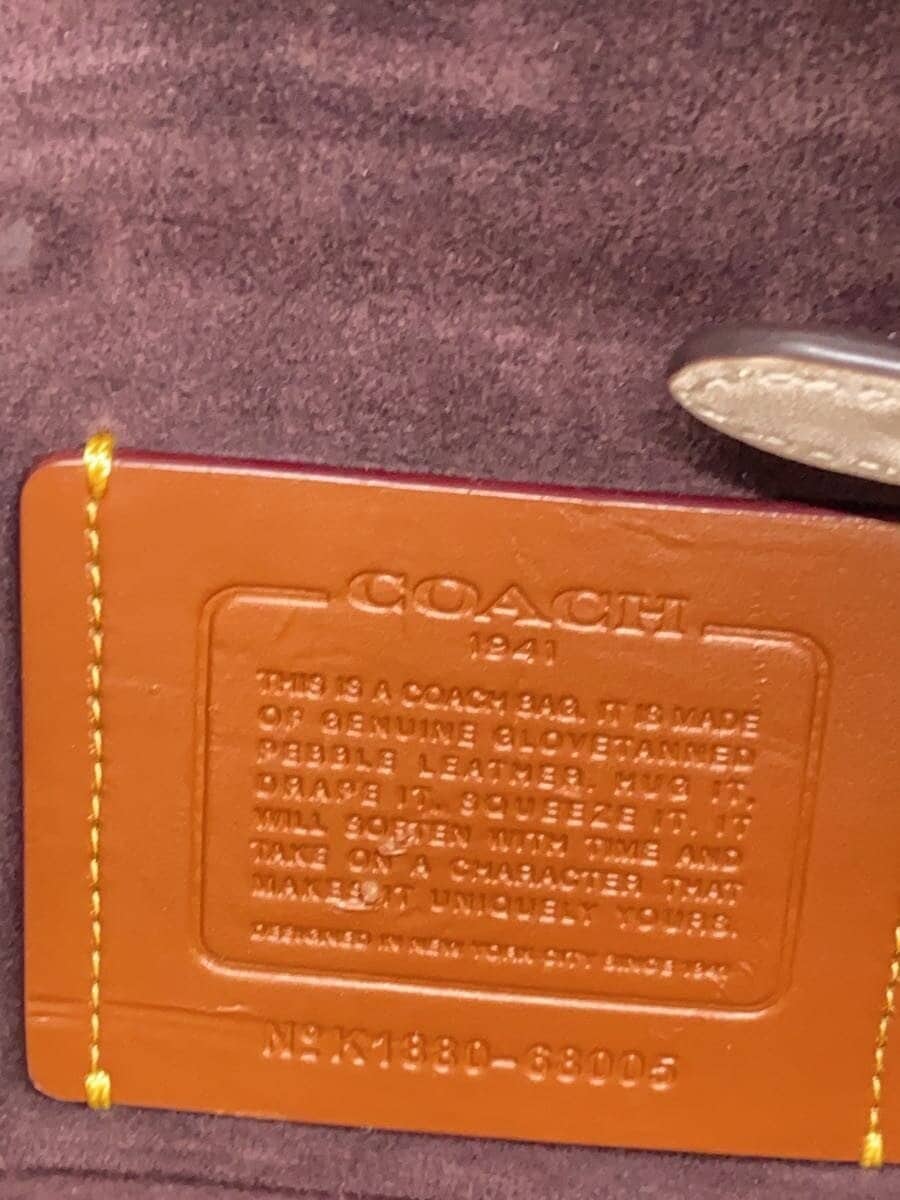 COACH
1941
THIS IS A COACH BAG. IT IS MADE
OF GENUINE GLOVETANNED
PEBBLE LEATHER. HUG IT.
DRAPE IT. SQUEEZE IT. IT
WILL SOFTEN WITH TIME AND
TAKE ON A CHARACTER THAT
MAKES IT UNIQUELY YOURS.
DESIGNED IN NEW YORK CITY SINCE 1941
Nº K1880-68005